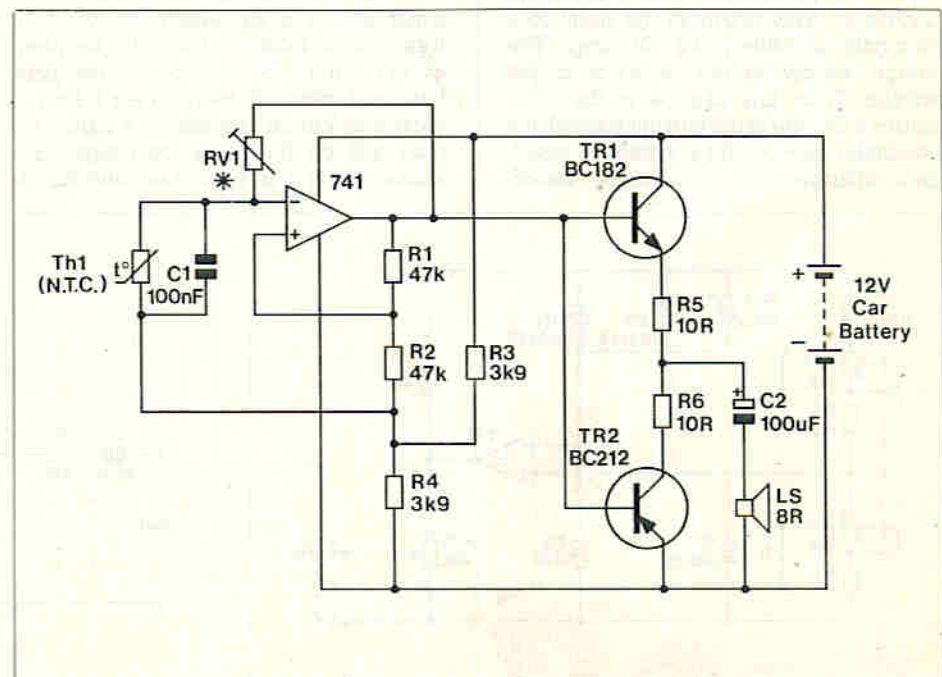 RV1
*
741
TR1
BC182
Th1
(N.T.C.)
t°
C1
100nF
R1
47k
R2
47k
R3
3k9
R4
3k9
R5
10R
R6
10R
TR2
BC212
C2
100uF
LS
8R
12V
Car
Battery
+
−
−
+
+